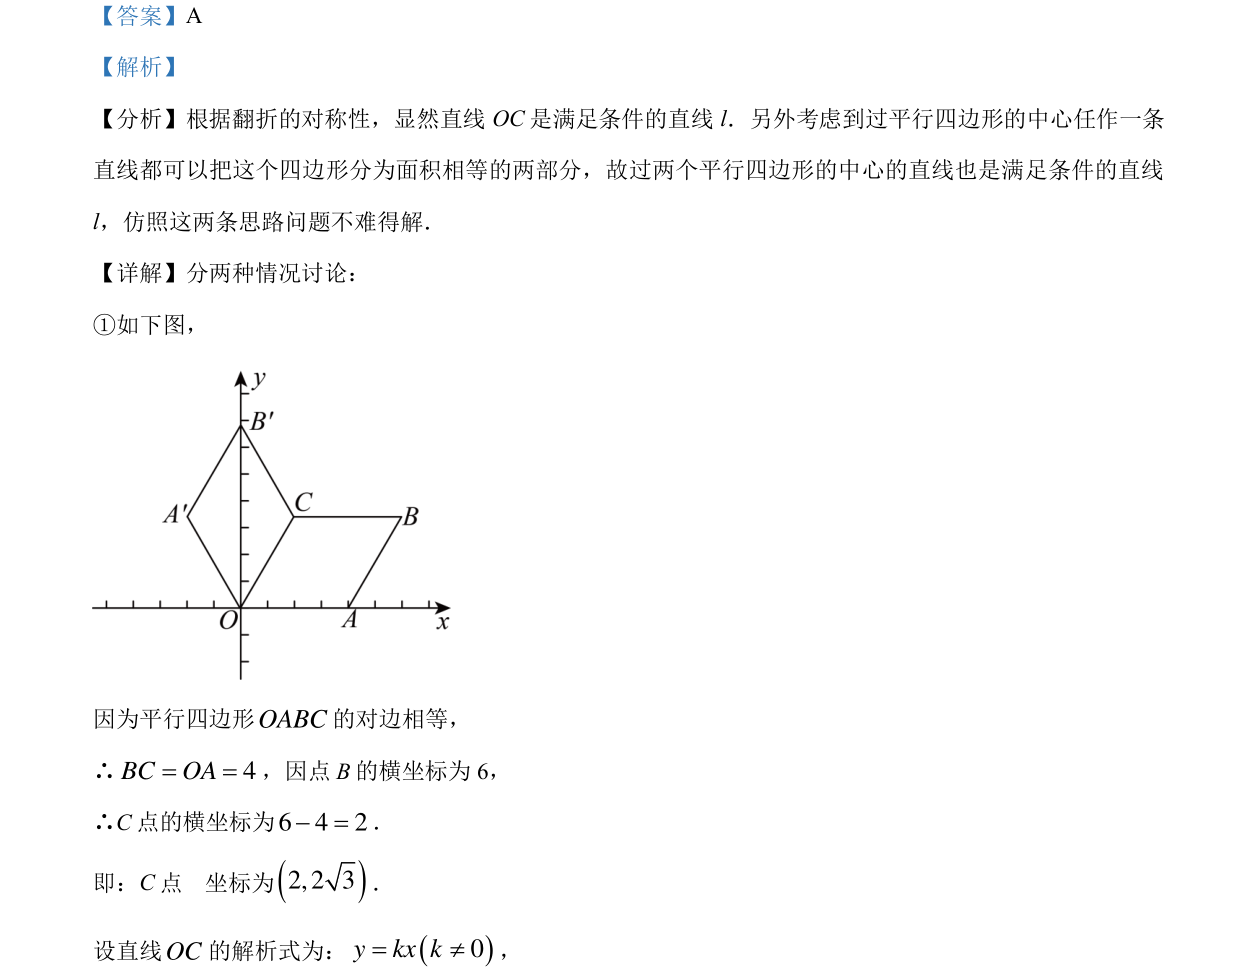 【答案】A
【解析】
【分析】根据翻折的对称性，显然直线 OC 是满足条件的直线 l．另外考虑到过平行四边形的中心任作一条
直线都可以把这个四边形分为面积相等的两部分，故过两个平行四边形的中心的直线也是满足条件的直线
l，仿照这两条思路问题不难得解．
【详解】分两种情况讨论：
①如下图，
y
B′
C
A′
B
O
A
x
因为平行四边形 OABC 的对边相等，
∴ BC = OA = 4，因点 B 的横坐标为 6，
∴C 点的横坐标为 6－4 = 2．
即：C 点　坐标为(2, 2√3)．
设直线 OC 的解析式为：y = kx(k ≠ 0)，